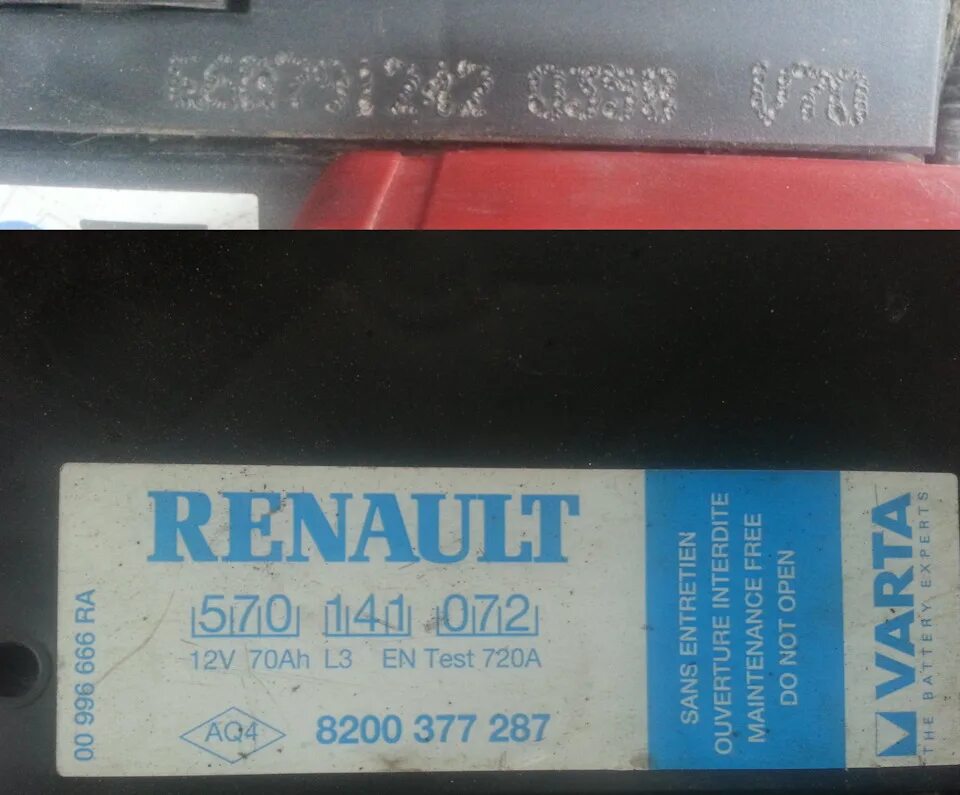 V70
RENAULT
570 141 072
12V 70Ah L3 EN Test 720A
AQ4 8200 377 287
00 996 666 RA
SANS ENTRETIEN
OUVERTURE INTERDITE
MAINTENANCE FREE
DO NOT OPEN
VARTA
THE BATTERY EXPERTS